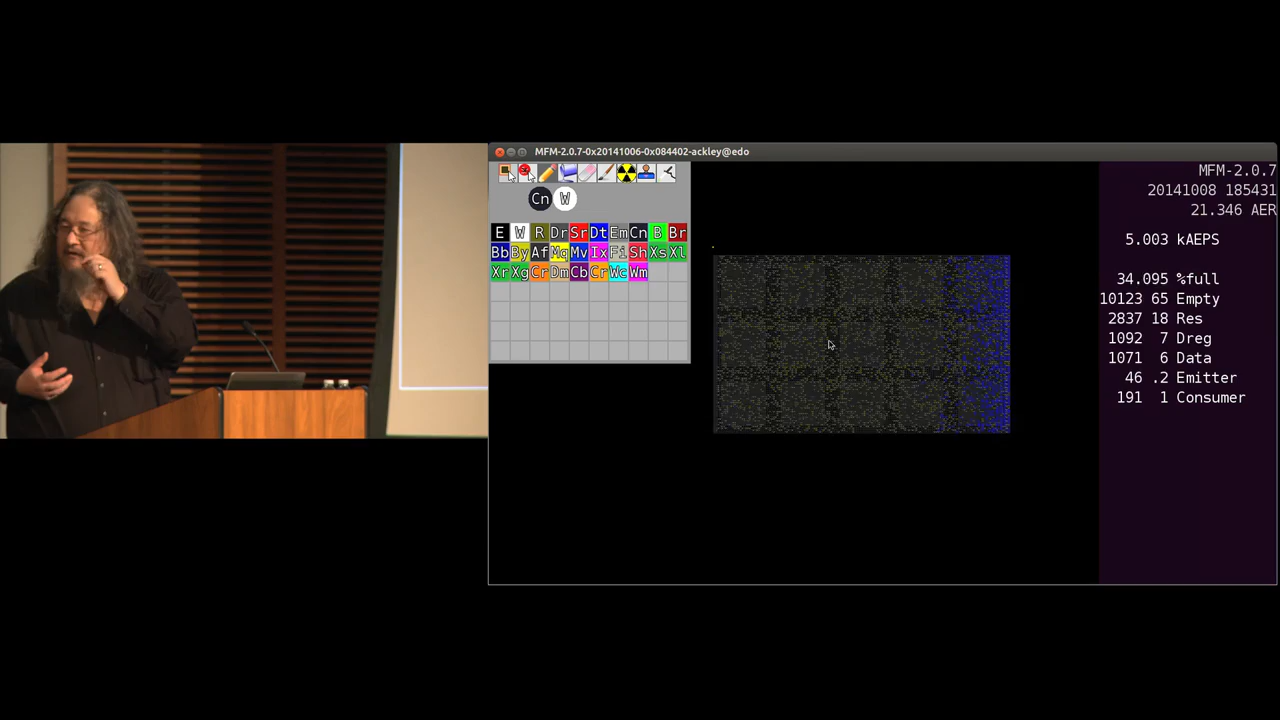 MFM-2.0.7-0x20141006-0x084402-ackley@edo
Cn W
E W R Dr Sr Dt Em Cn B Br
Bb By Af Mg Mv Ix Fi Sh Xs Xl
Xr Xg Cr Dm Cb Cr Wc Wm
MFM-2.0.7
20141008 185431
21.346 AER
5.003 kAEPS
34.095 %full
10123 65 Empty
2837 18 Res
1092 7 Dreg
1071 6 Data
46 .2 Emitter
191 1 Consumer